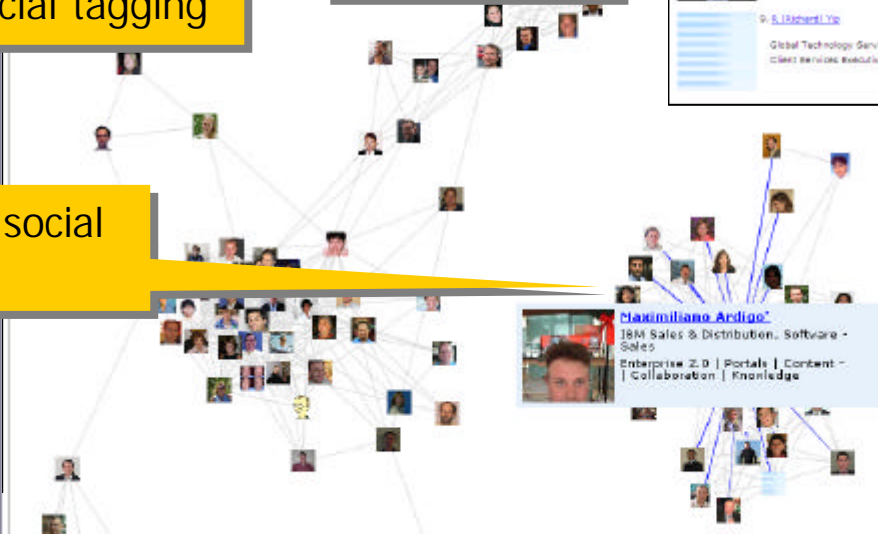 cial tagging
9. R. (Richard) Yip
Global Technology Serv
Client Services Executiv
social
Maximiliano Ardigo'
IBM Sales & Distribution, Software -
Sales
Enterprise 2.0 | Portals | Content -
| Collaboration | Knowledge